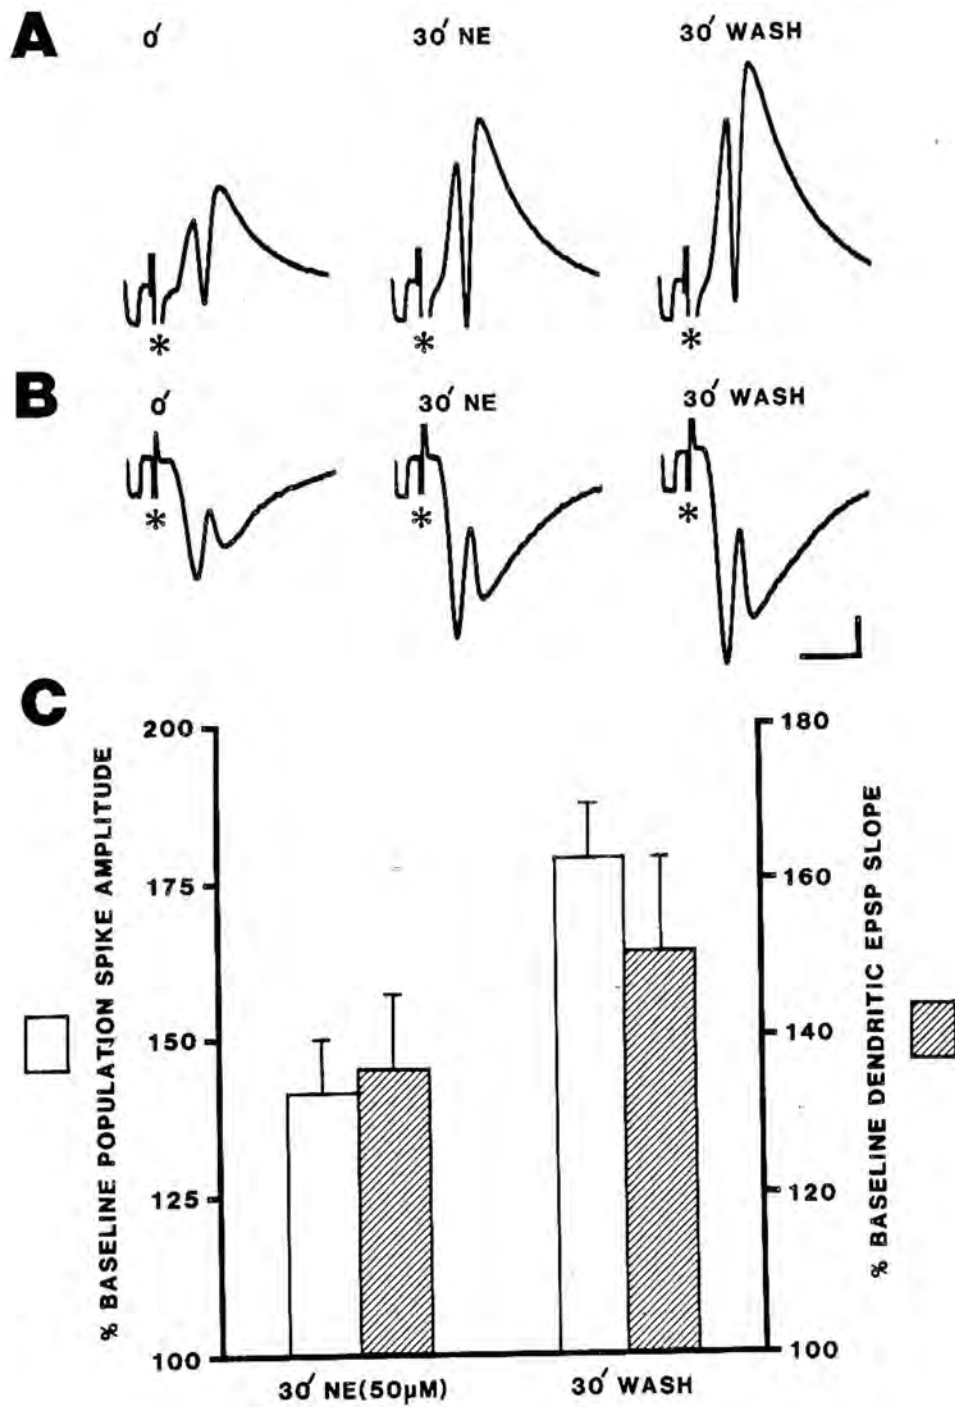 A
0′ 30′ NE 30′ WASH
*
*
*
B
0′ 30′ NE 30′ WASH
*
*
*
C
% BASELINE POPULATION SPIKE AMPLITUDE
200
175
150
125
100
180
160
140
120
100
% BASELINE DENDRITIC EPSP SLOPE
30′ NE(50µM) 30′ WASH